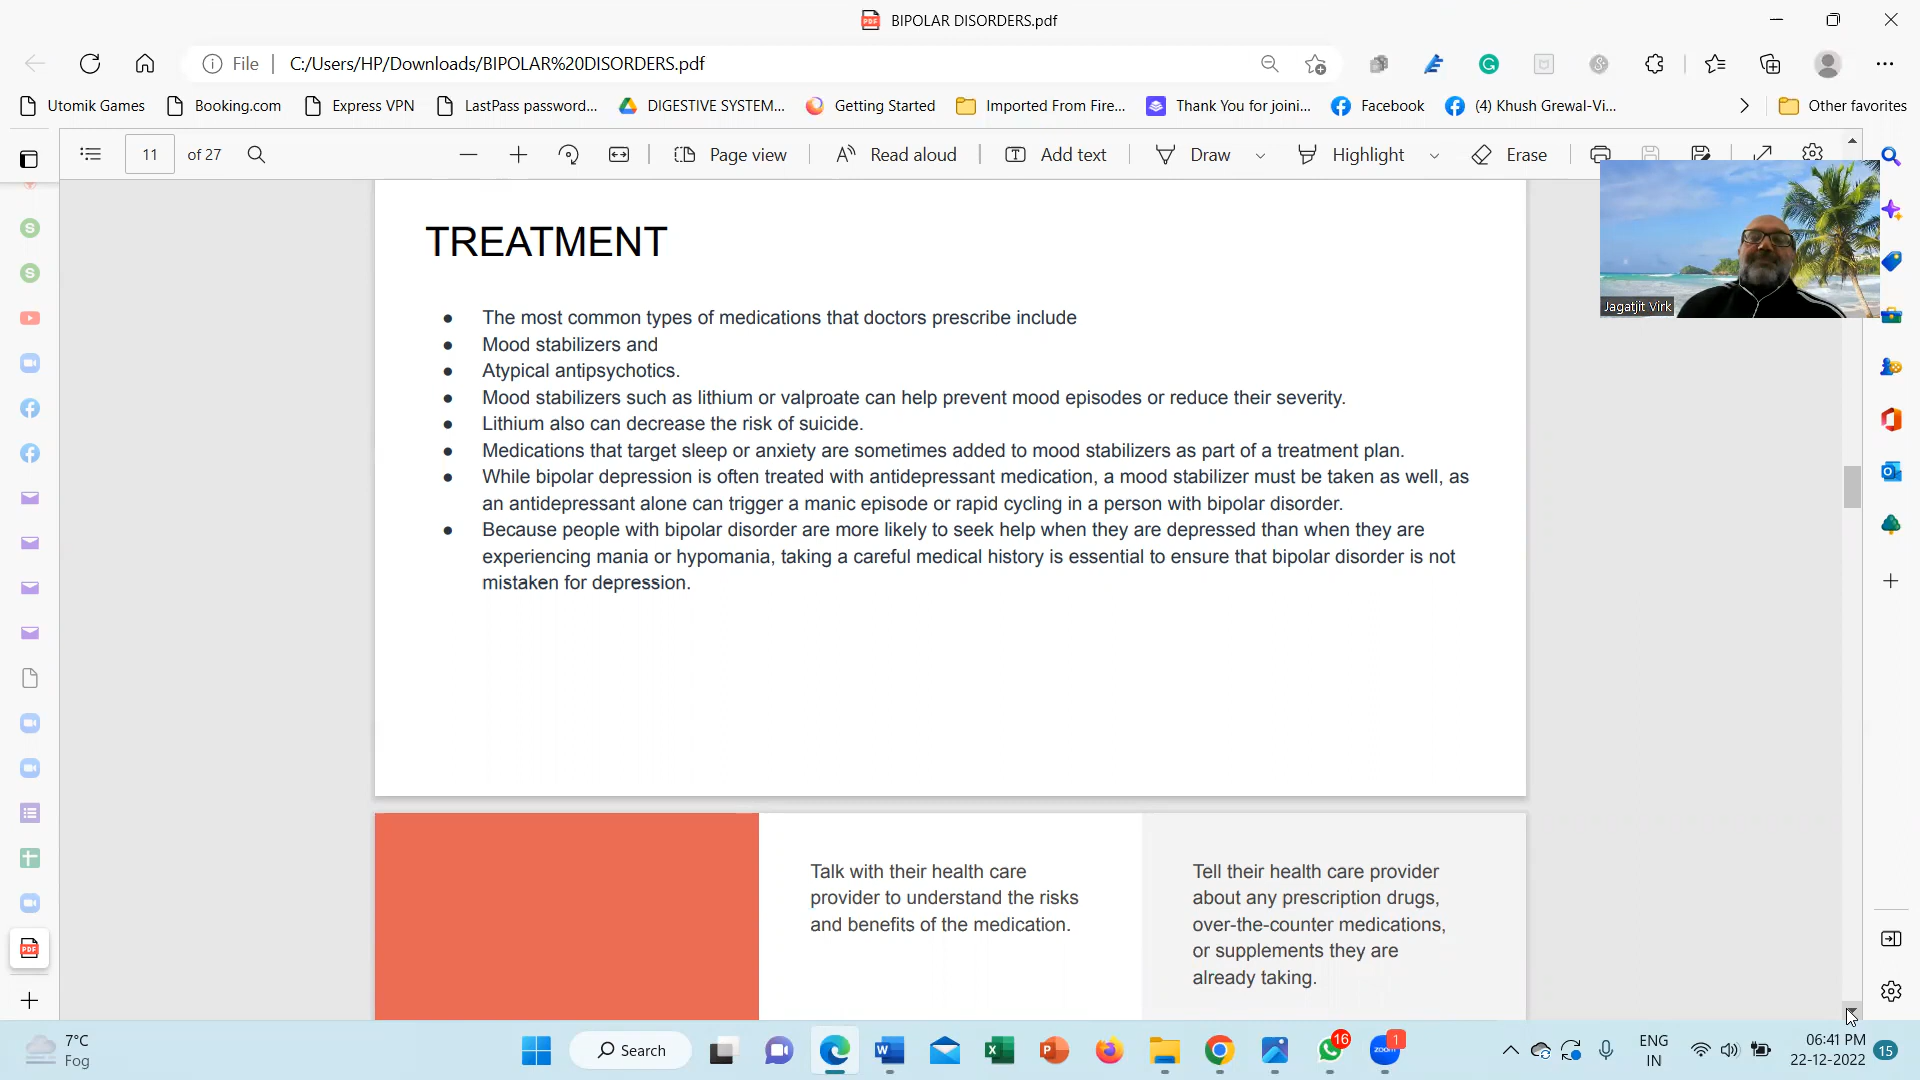 BIPOLAR DISORDERS.pdf
File
C:/Users/HP/Downloads/BIPOLAR%20DISORDERS.pdf
Utomik Games
Booking.com
Express VPN
LastPass password...
DIGESTIVE SYSTEM...
Getting Started
Imported From Fire...
Thank You for joini...
Facebook
(4) Khush Grewal-Vi...
Other favorites
11 of 27
Page view
Read aloud
Add text
Draw
Highlight
Erase
Jagatjit Virk
TREATMENT
● The most common types of medications that doctors prescribe include
● Mood stabilizers and
● Atypical antipsychotics.
● Mood stabilizers such as lithium or valproate can help prevent mood episodes or reduce their severity.
● Lithium also can decrease the risk of suicide.
● Medications that target sleep or anxiety are sometimes added to mood stabilizers as part of a treatment plan.
● While bipolar depression is often treated with antidepressant medication, a mood stabilizer must be taken as well, as
an antidepressant alone can trigger a manic episode or rapid cycling in a person with bipolar disorder.
● Because people with bipolar disorder are more likely to seek help when they are depressed than when they are
experiencing mania or hypomania, taking a careful medical history is essential to ensure that bipolar disorder is not
mistaken for depression.
Talk with their health care
provider to understand the risks
and benefits of the medication.
Tell their health care provider
about any prescription drugs,
over-the-counter medications,
or supplements they are
already taking.
7°C
Fog
Search
16
zoom
1
ENG
IN
06:41 PM
22-12-2022
15